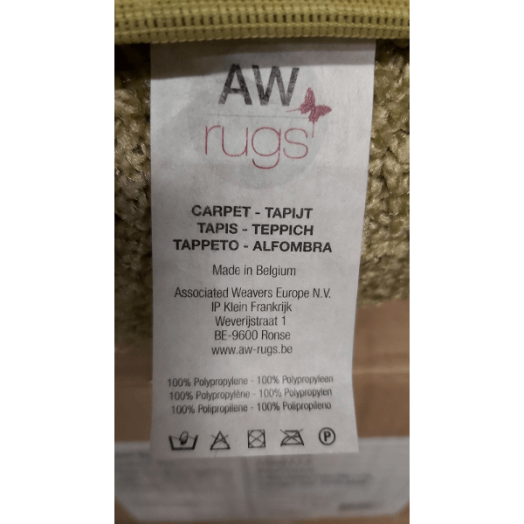 AW
rugs
CARPET - TAPIJT
TAPIS - TEPPICH
TAPPETO - ALFOMBRA
Made in Belgium
Associated Weavers Europe N.V.
IP Klein Frankrijk
Weverijstraat 1
BE-9600 Ronse
www.aw-rugs.be
100% Polypropylene - 100% Polypropyleen
100% Polypropylène - 100% Polypropylen
100% Polipropilene - 100% Polipropileno
P